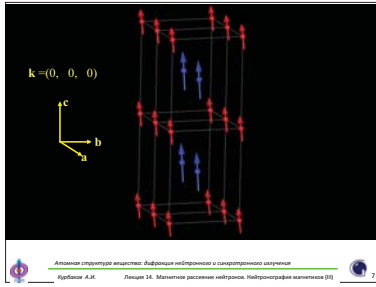 k =(0, 0, 0)
c
b
a
Атомная структура вещества: дифракция нейтронного и синхротронного излучения
Курбаков А.И. Лекция 14. Магнитное рассеяние нейтронов. Нейтронография магнетиков (III)
7